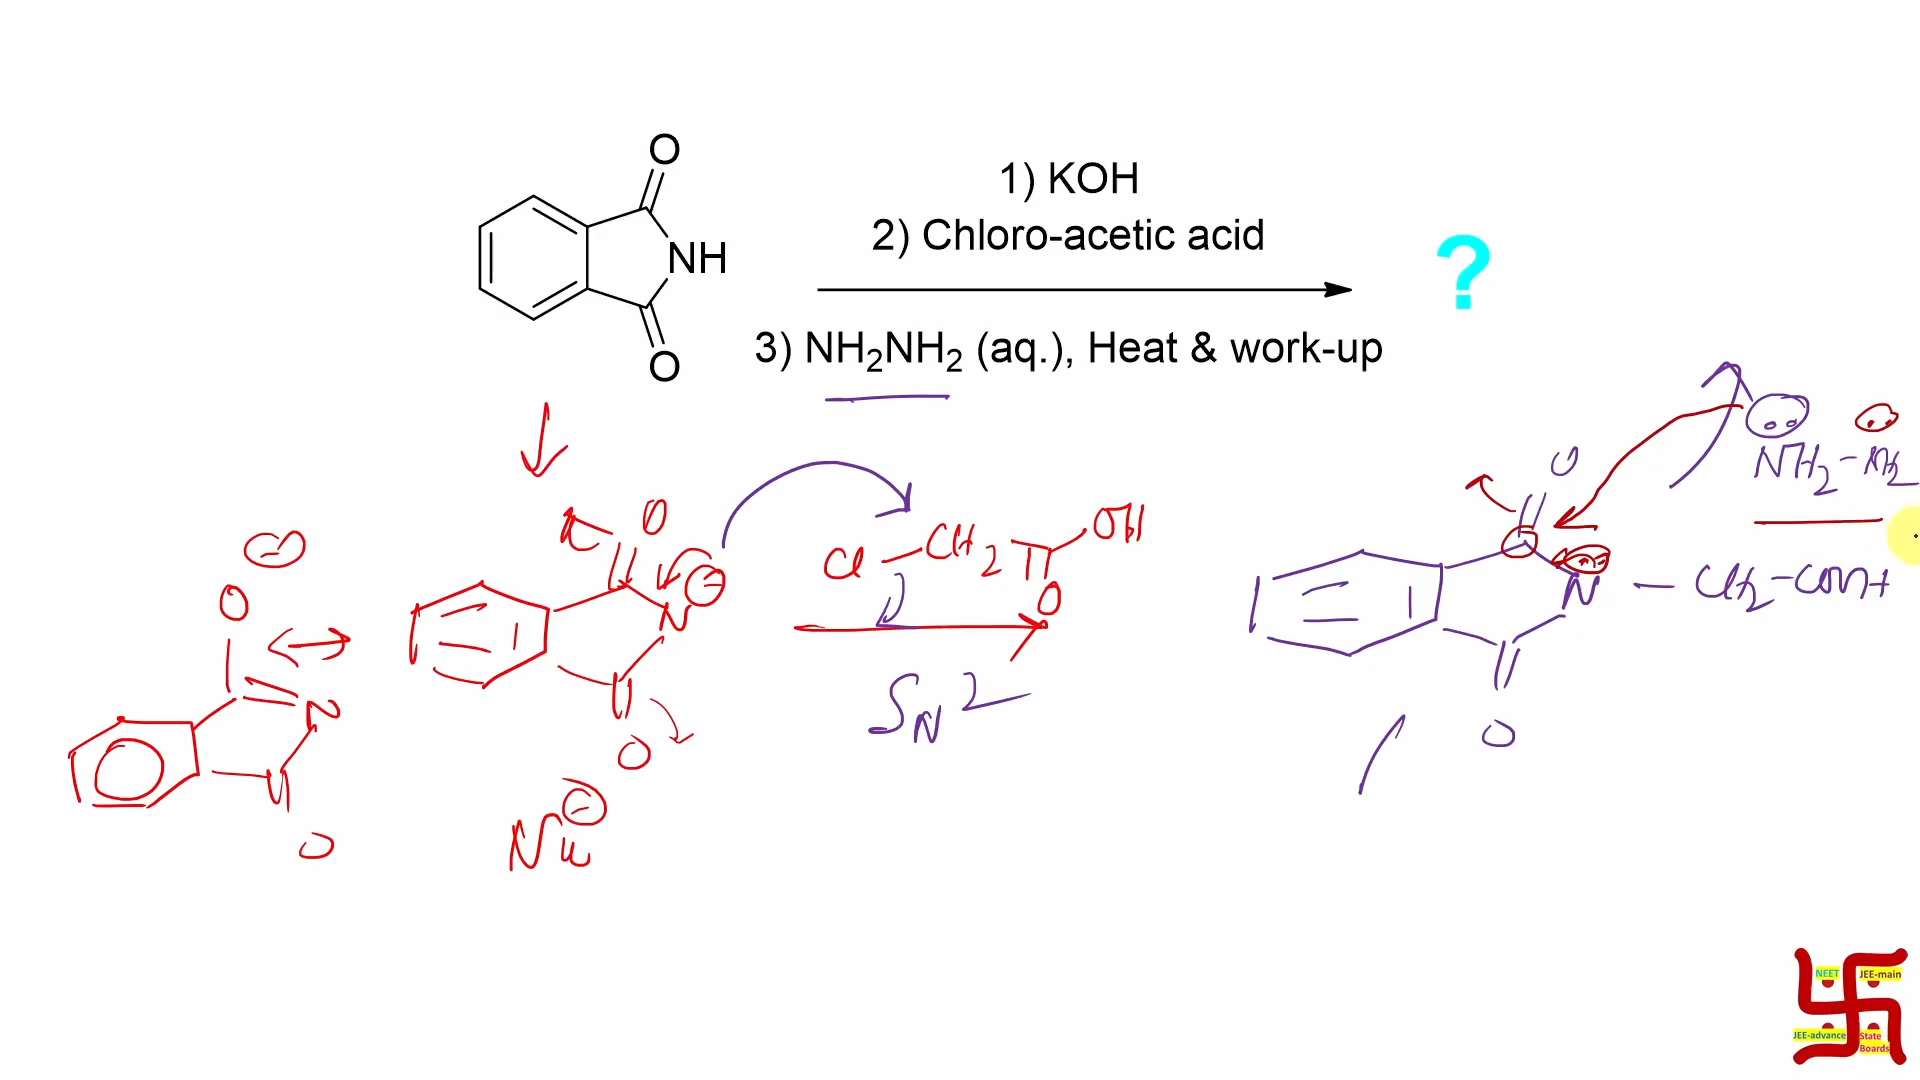 O
1) KOH
2) Chloro-acetic acid
NH
?
3) NH₂NH₂ (aq.), Heat & work-up
O
O
NH₂-NH₂
O
Cl-CH₂
OH
O
O
N
N
-CH₂-COOH
N
O
O
SN2
O
O
Nu
NEET
JEE-main
JEE-advance
State
Boards